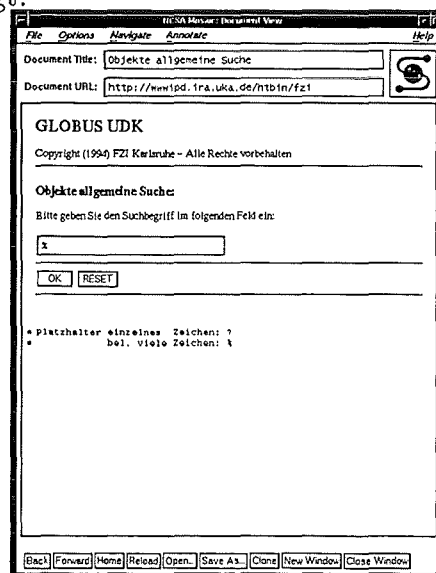 NCSA Mosaic: Document View
File Options Navigate Annotate Help
Document Title: Objekte allgemeine Suche
Document URL: http://wwwipd.ira.uka.de/htbin/fzi
GLOBUS UDK
Copyright (1994) FZI Karlsruhe – Alle Rechte vorbehalten
Objekte allgemeine Suche:
Bitte geben Sie den Suchbegriff im folgenden Feld ein:
%
OK RESET
* Platzhalter einzelnes Zeichen: ?
* bel. viele Zeichen: %
Back Forward Home Reload Open... Save As... Clone New Window Close Window